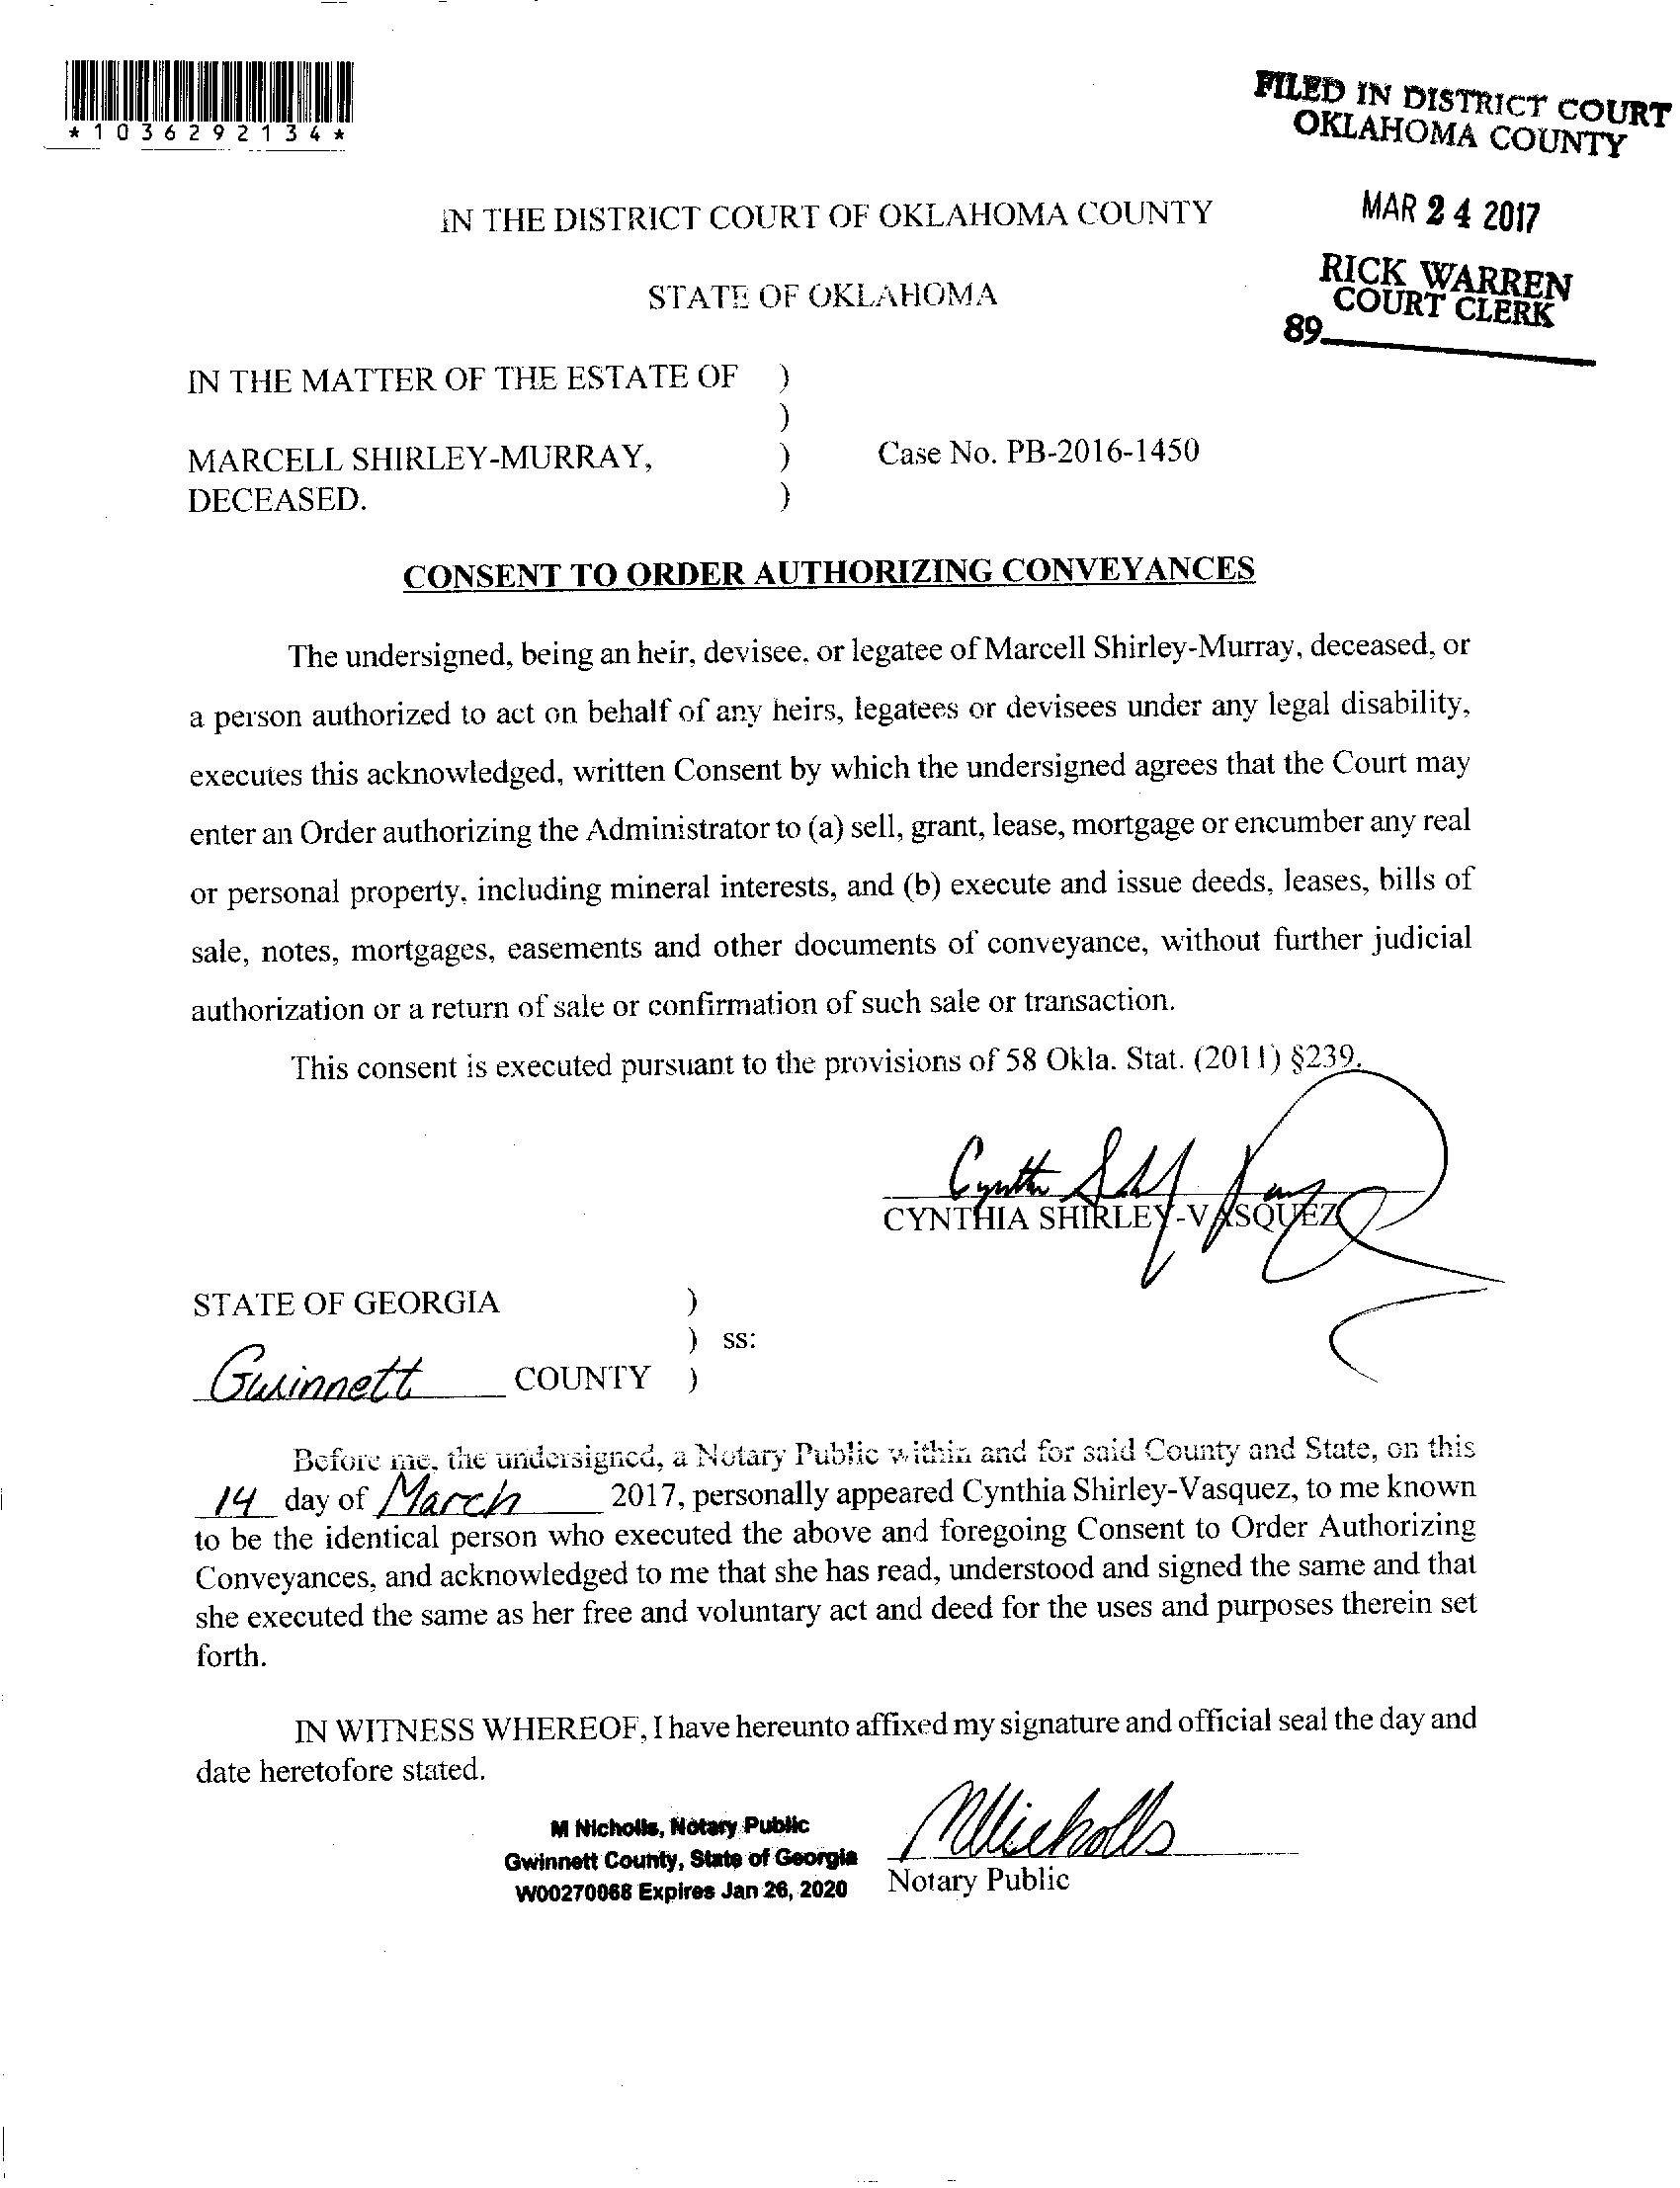 *1036292134*
FILED IN DISTRICT COURT
OKLAHOMA COUNTY
MAR 24 2017
RICK WARREN
COURT CLERK
89
IN THE DISTRICT COURT OF OKLAHOMA COUNTY
STATE OF OKLAHOMA
IN THE MATTER OF THE ESTATE OF )
)
MARCELL SHIRLEY-MURRAY, ) Case No. PB-2016-1450
DECEASED. )
CONSENT TO ORDER AUTHORIZING CONVEYANCES
The undersigned, being an heir, devisee, or legatee of Marcell Shirley-Murray, deceased, or
a person authorized to act on behalf of any heirs, legatees or devisees under any legal disability,
executes this acknowledged, written Consent by which the undersigned agrees that the Court may
enter an Order authorizing the Administrator to (a) sell, grant, lease, mortgage or encumber any real
or personal property, including mineral interests, and (b) execute and issue deeds, leases, bills of
sale, notes, mortgages, easements and other documents of conveyance, without further judicial
authorization or a return of sale or confirmation of such sale or transaction.
This consent is executed pursuant to the provisions of 58 Okla. Stat. (2011) §239.
CYNTHIA SHIRLEY-VASQUEZ
STATE OF GEORGIA )
) ss:
Gwinnett COUNTY )
Before me, the undersigned, a Notary Public within and for said County and State, on this
14 day of March 2017, personally appeared Cynthia Shirley-Vasquez, to me known
to be the identical person who executed the above and foregoing Consent to Order Authorizing
Conveyances, and acknowledged to me that she has read, understood and signed the same and that
she executed the same as her free and voluntary act and deed for the uses and purposes therein set
forth.
IN WITNESS WHEREOF, I have hereunto affixed my signature and official seal the day and
date heretofore stated.
M Nicholls, Notary Public
Gwinnett County, State of Georgia
W00270068 Expires Jan 26, 2020
MNicholls
Notary Public